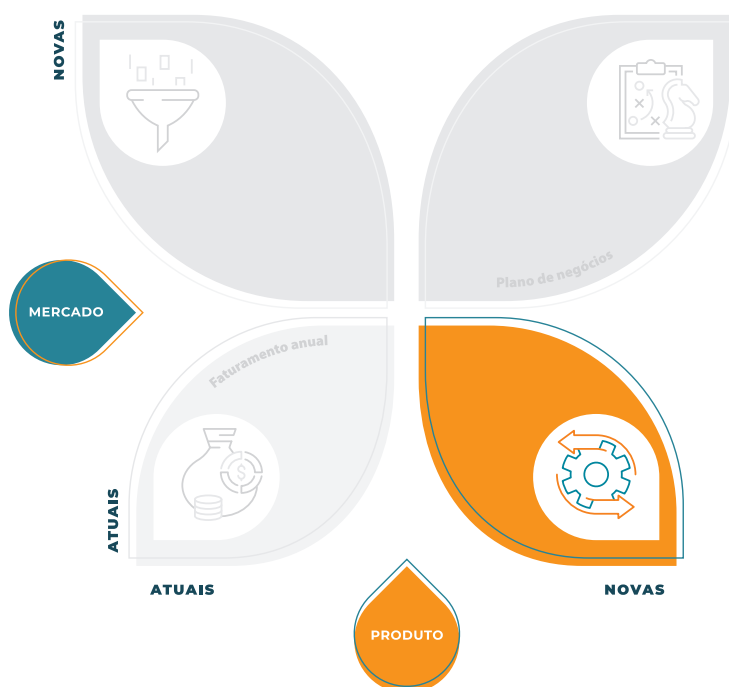 NOVAS
Plano de negócios
MERCADO
Faturamento anual
$
ATUAIS
ATUAIS
NOVAS
PRODUTO